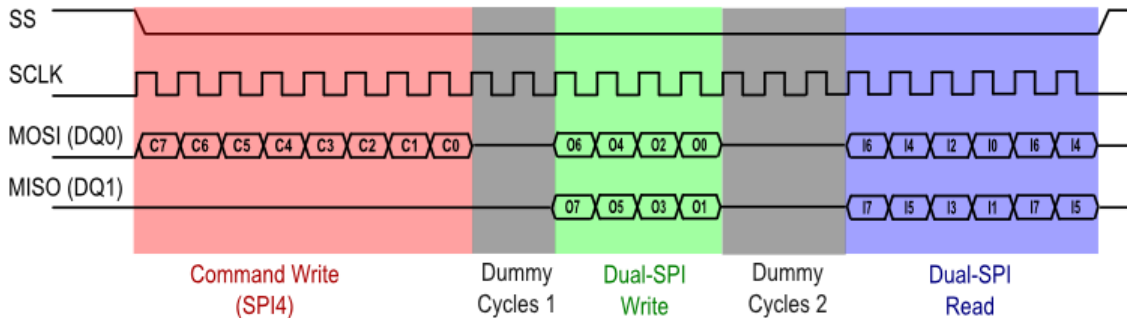 SS
SCLK
MOSI (DQ0)
C7 C6 C5 C4 C3 C2 C1 C0 O6 O4 O2 O0 I6 I4 I2 I0 I6 I4
MISO (DQ1)
O7 O5 O3 O1 I7 I5 I3 I1 I7 I5
Command Write
(SPI4)
Dummy
Cycles 1
Dual-SPI
Write
Dummy
Cycles 2
Dual-SPI
Read